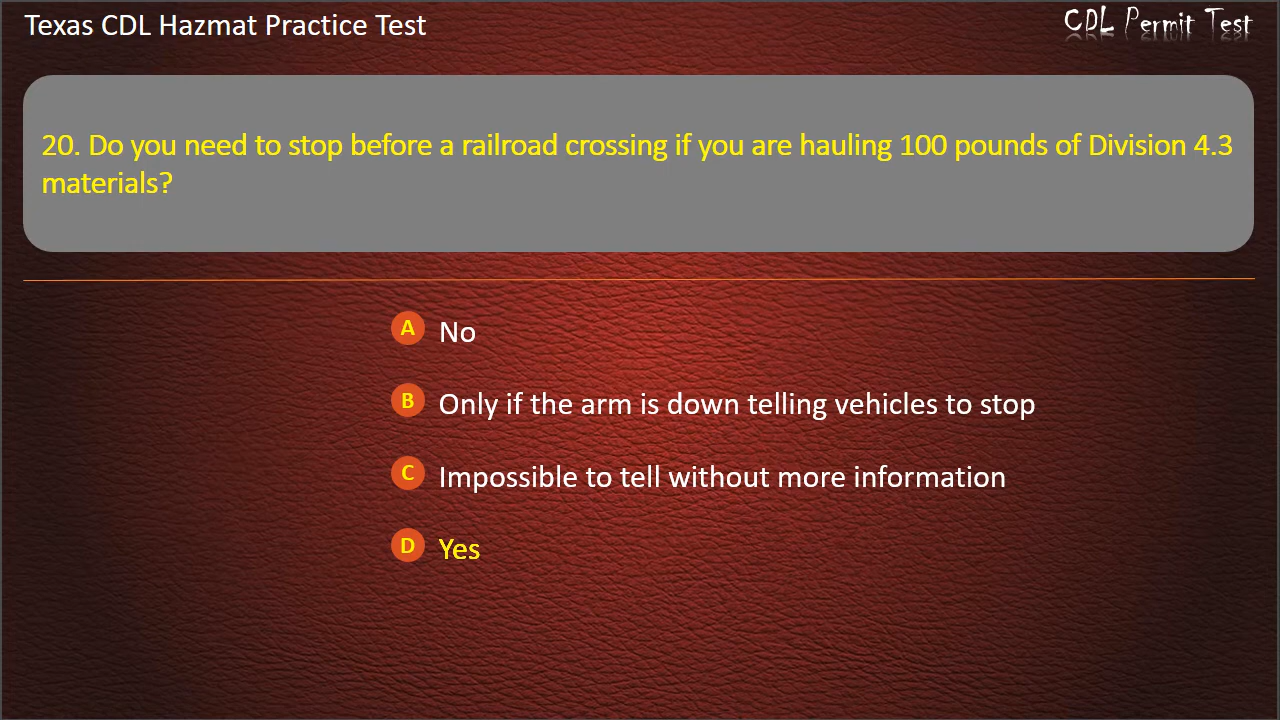 Texas CDL Hazmat Practice Test
CDL Permit Test
20. Do you need to stop before a railroad crossing if you are hauling 100 pounds of Division 4.3
materials?
A No
B Only if the arm is down telling vehicles to stop
C Impossible to tell without more information
D Yes